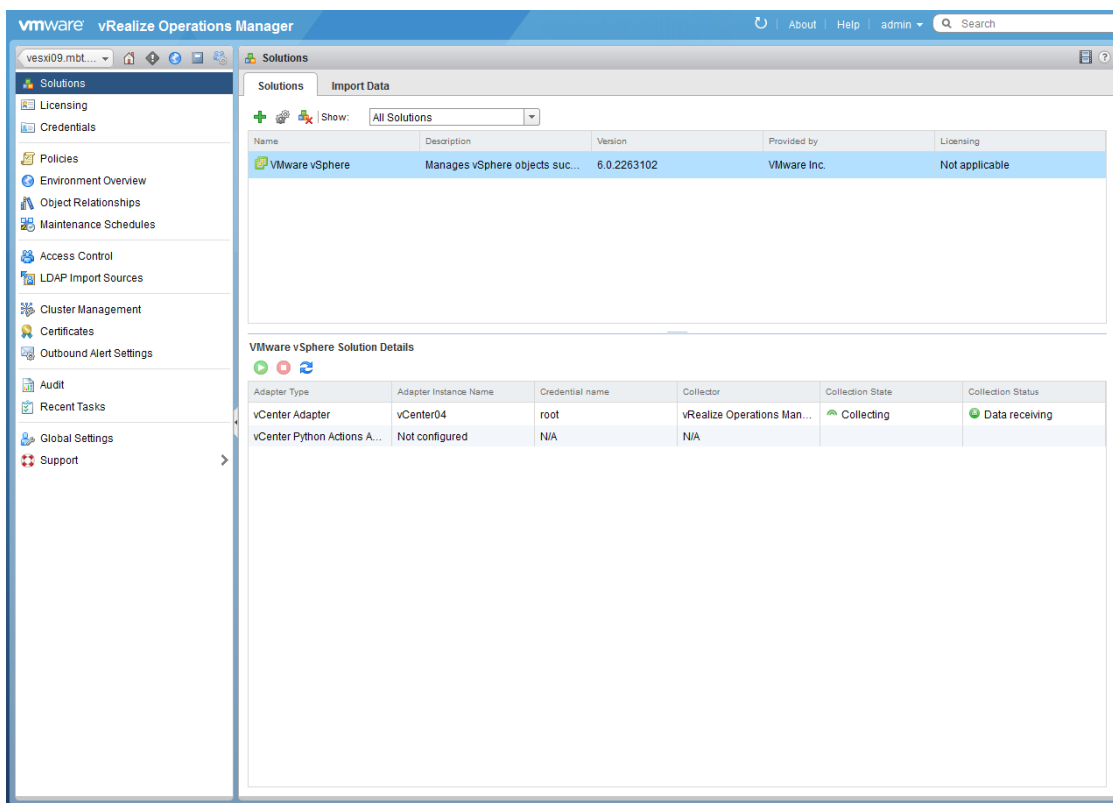 vmware vRealize Operations Manager
About Help admin Search
vesxi09.mbt....
Solutions
Licensing
Credentials
Policies
Environment Overview
Object Relationships
Maintenance Schedules
Access Control
LDAP Import Sources
Cluster Management
Certificates
Outbound Alert Settings
Audit
Recent Tasks
Global Settings
Support
Solutions
?
Solutions Import Data
Show: All Solutions
Name Description Version Provided by Licensing
VMware vSphere Manages vSphere objects suc... 6.0.2263102 VMware Inc. Not applicable
VMware vSphere Solution Details
Adapter Type Adapter Instance Name Credential name Collector Collection State Collection Status
vCenter Adapter vCenter04 root vRealize Operations Man... Collecting Data receiving
vCenter Python Actions A... Not configured N/A N/A